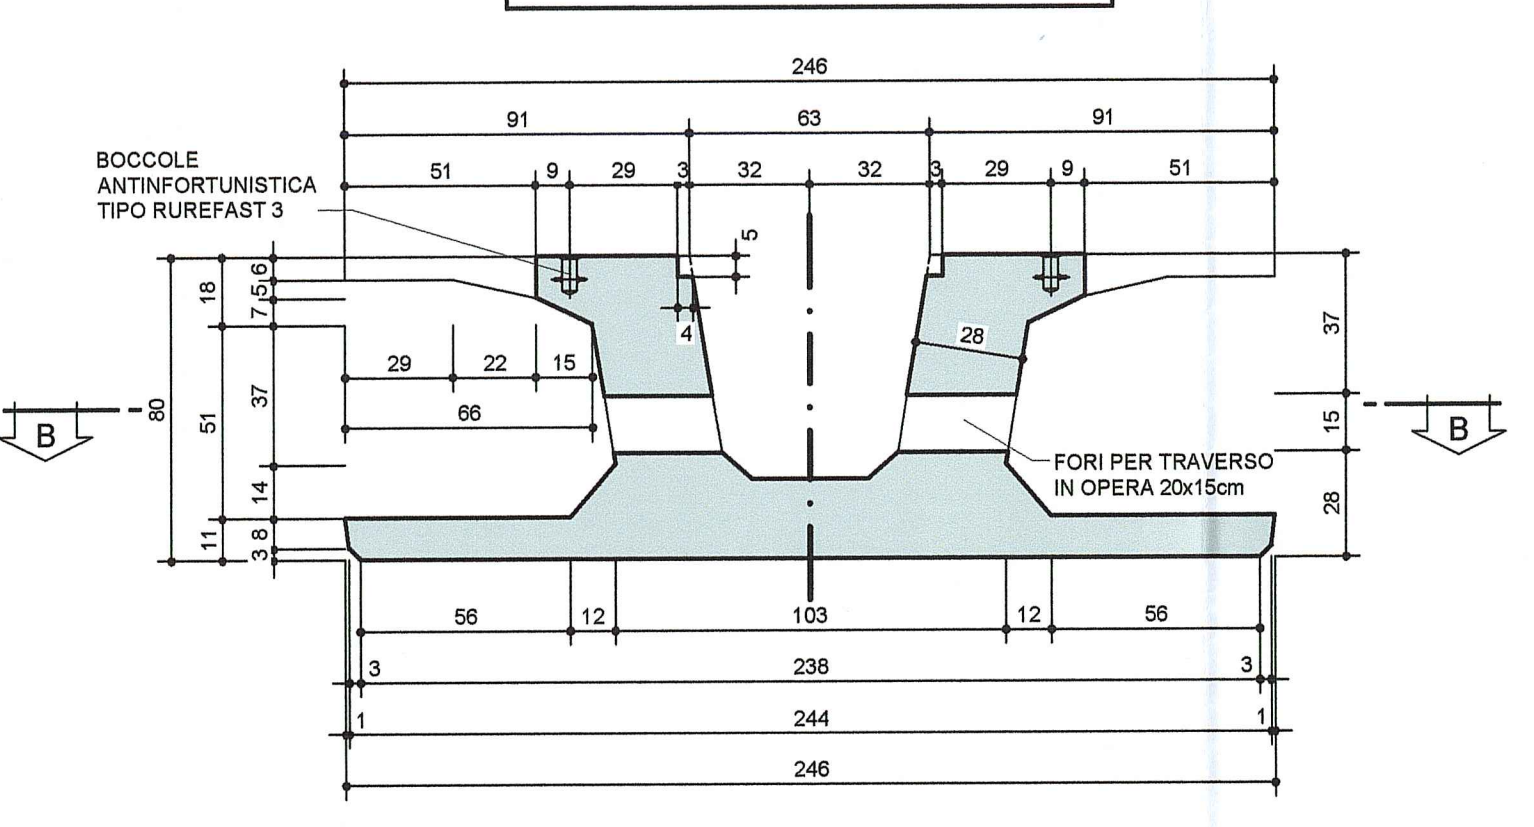 246
91 63 91
BOCCOLE
ANTINFORTUNISTICA
TIPO RUREFAST 3
51 9 29 3 32 32 3 29 9 51
5
6
18
5
7
4
28
37
29 22 15
37
80
66
51
B
15
B
FORI PER TRAVERSO
IN OPERA 20x15cm
14
28
8
11
3
56 12 103 12 56
3 238 3
1 244 1
246